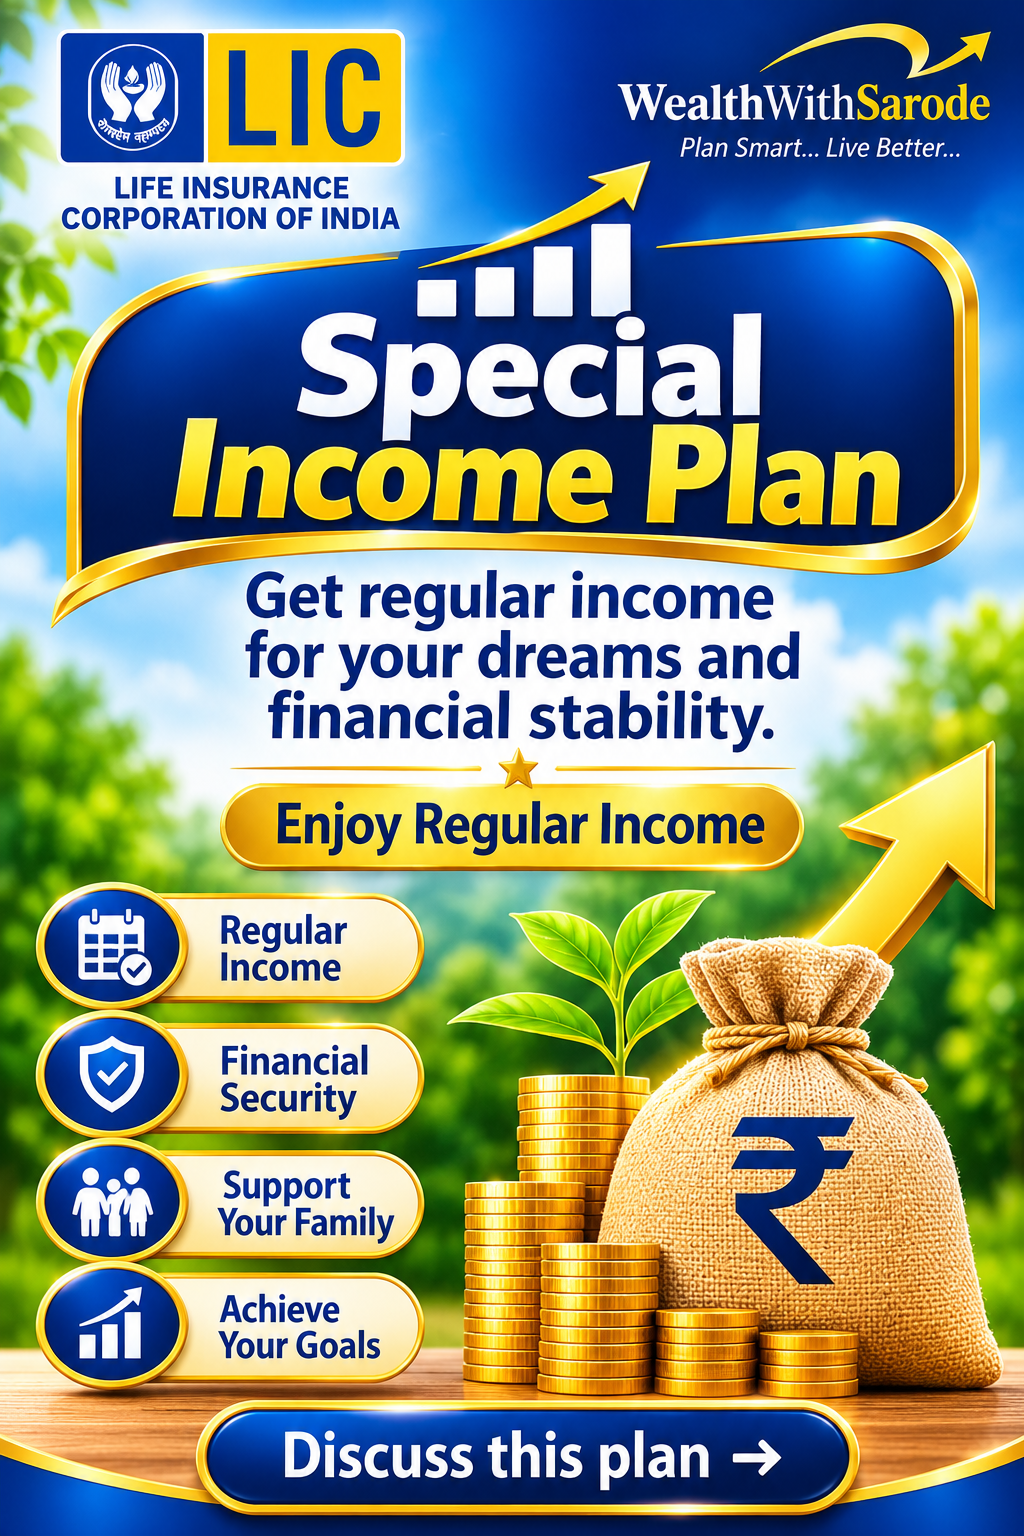 LIC
LIFE INSURANCE
CORPORATION OF INDIA
WealthWithSarode
Plan Smart... Live Better...
Special
Income Plan
Get regular income
for your dreams and
financial stability.
Enjoy Regular Income
Regular
Income
Financial
Security
Support
Your Family
Achieve
Your Goals
₹
Discuss this plan →